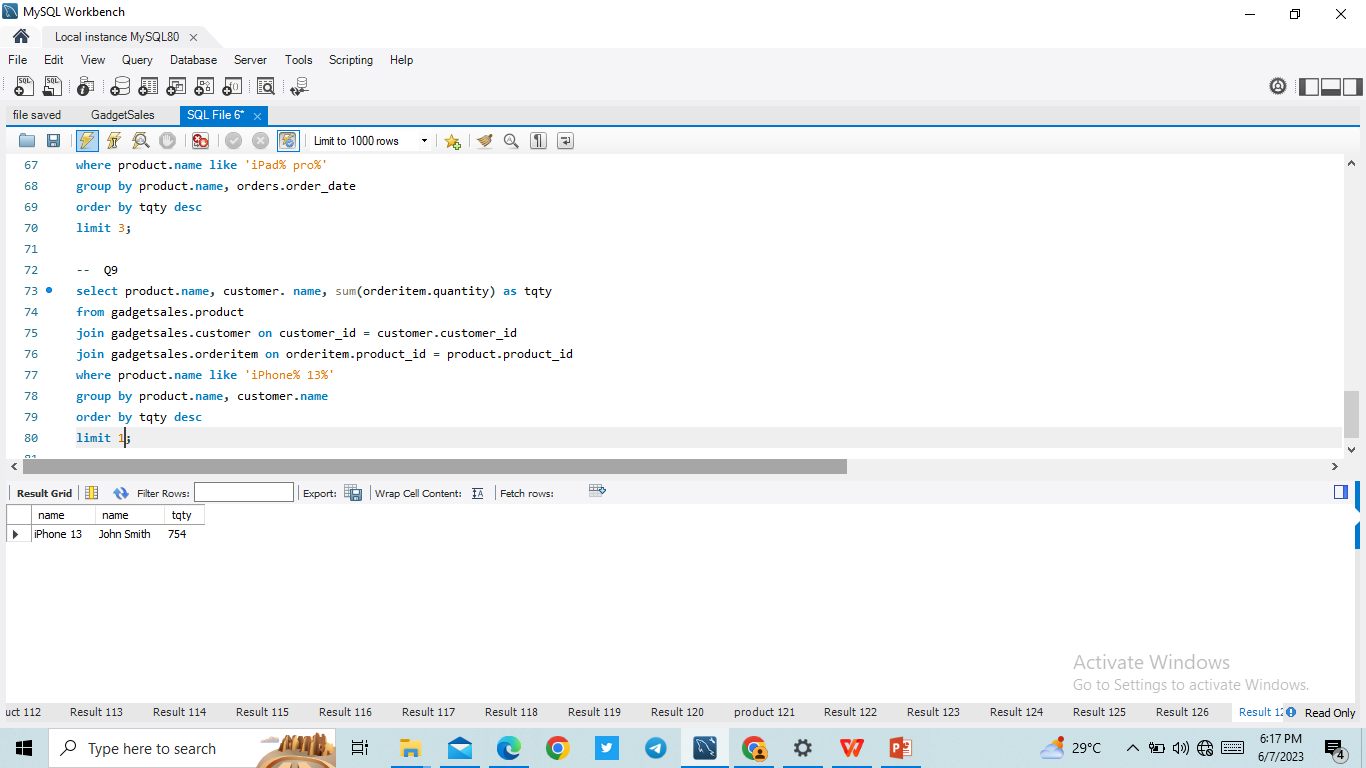 MySQL Workbench
Local instance MySQL80
File Edit View Query Database Server Tools Scripting Help
file saved GadgetSales SQL File 6*
Limit to 1000 rows
67 where product.name like 'iPad% pro%'
68 group by product.name, orders.order_date
69 order by tqty desc
70 limit 3;
71
72 -- Q9
73 select product.name, customer. name, sum(orderitem.quantity) as tqty
74 from gadgetsales.product
75 join gadgetsales.customer on customer_id = customer.customer_id
76 join gadgetsales.orderitem on orderitem.product_id = product.product_id
77 where product.name like 'iPhone% 13%'
78 group by product.name, customer.name
79 order by tqty desc
80 limit 1;
Result Grid Filter Rows: Export: Wrap Cell Content: Fetch rows:
name name tqty
iPhone 13 John Smith 754
Activate Windows
Go to Settings to activate Windows.
uct 112 Result 113 Result 114 Result 115 Result 116 Result 117 Result 118 Result 119 Result 120 product 121 Result 122 Result 123 Result 124 Result 125 Result 126 Result 12 Read Only
Type here to search
29°C
6:17 PM
6/7/2023
4